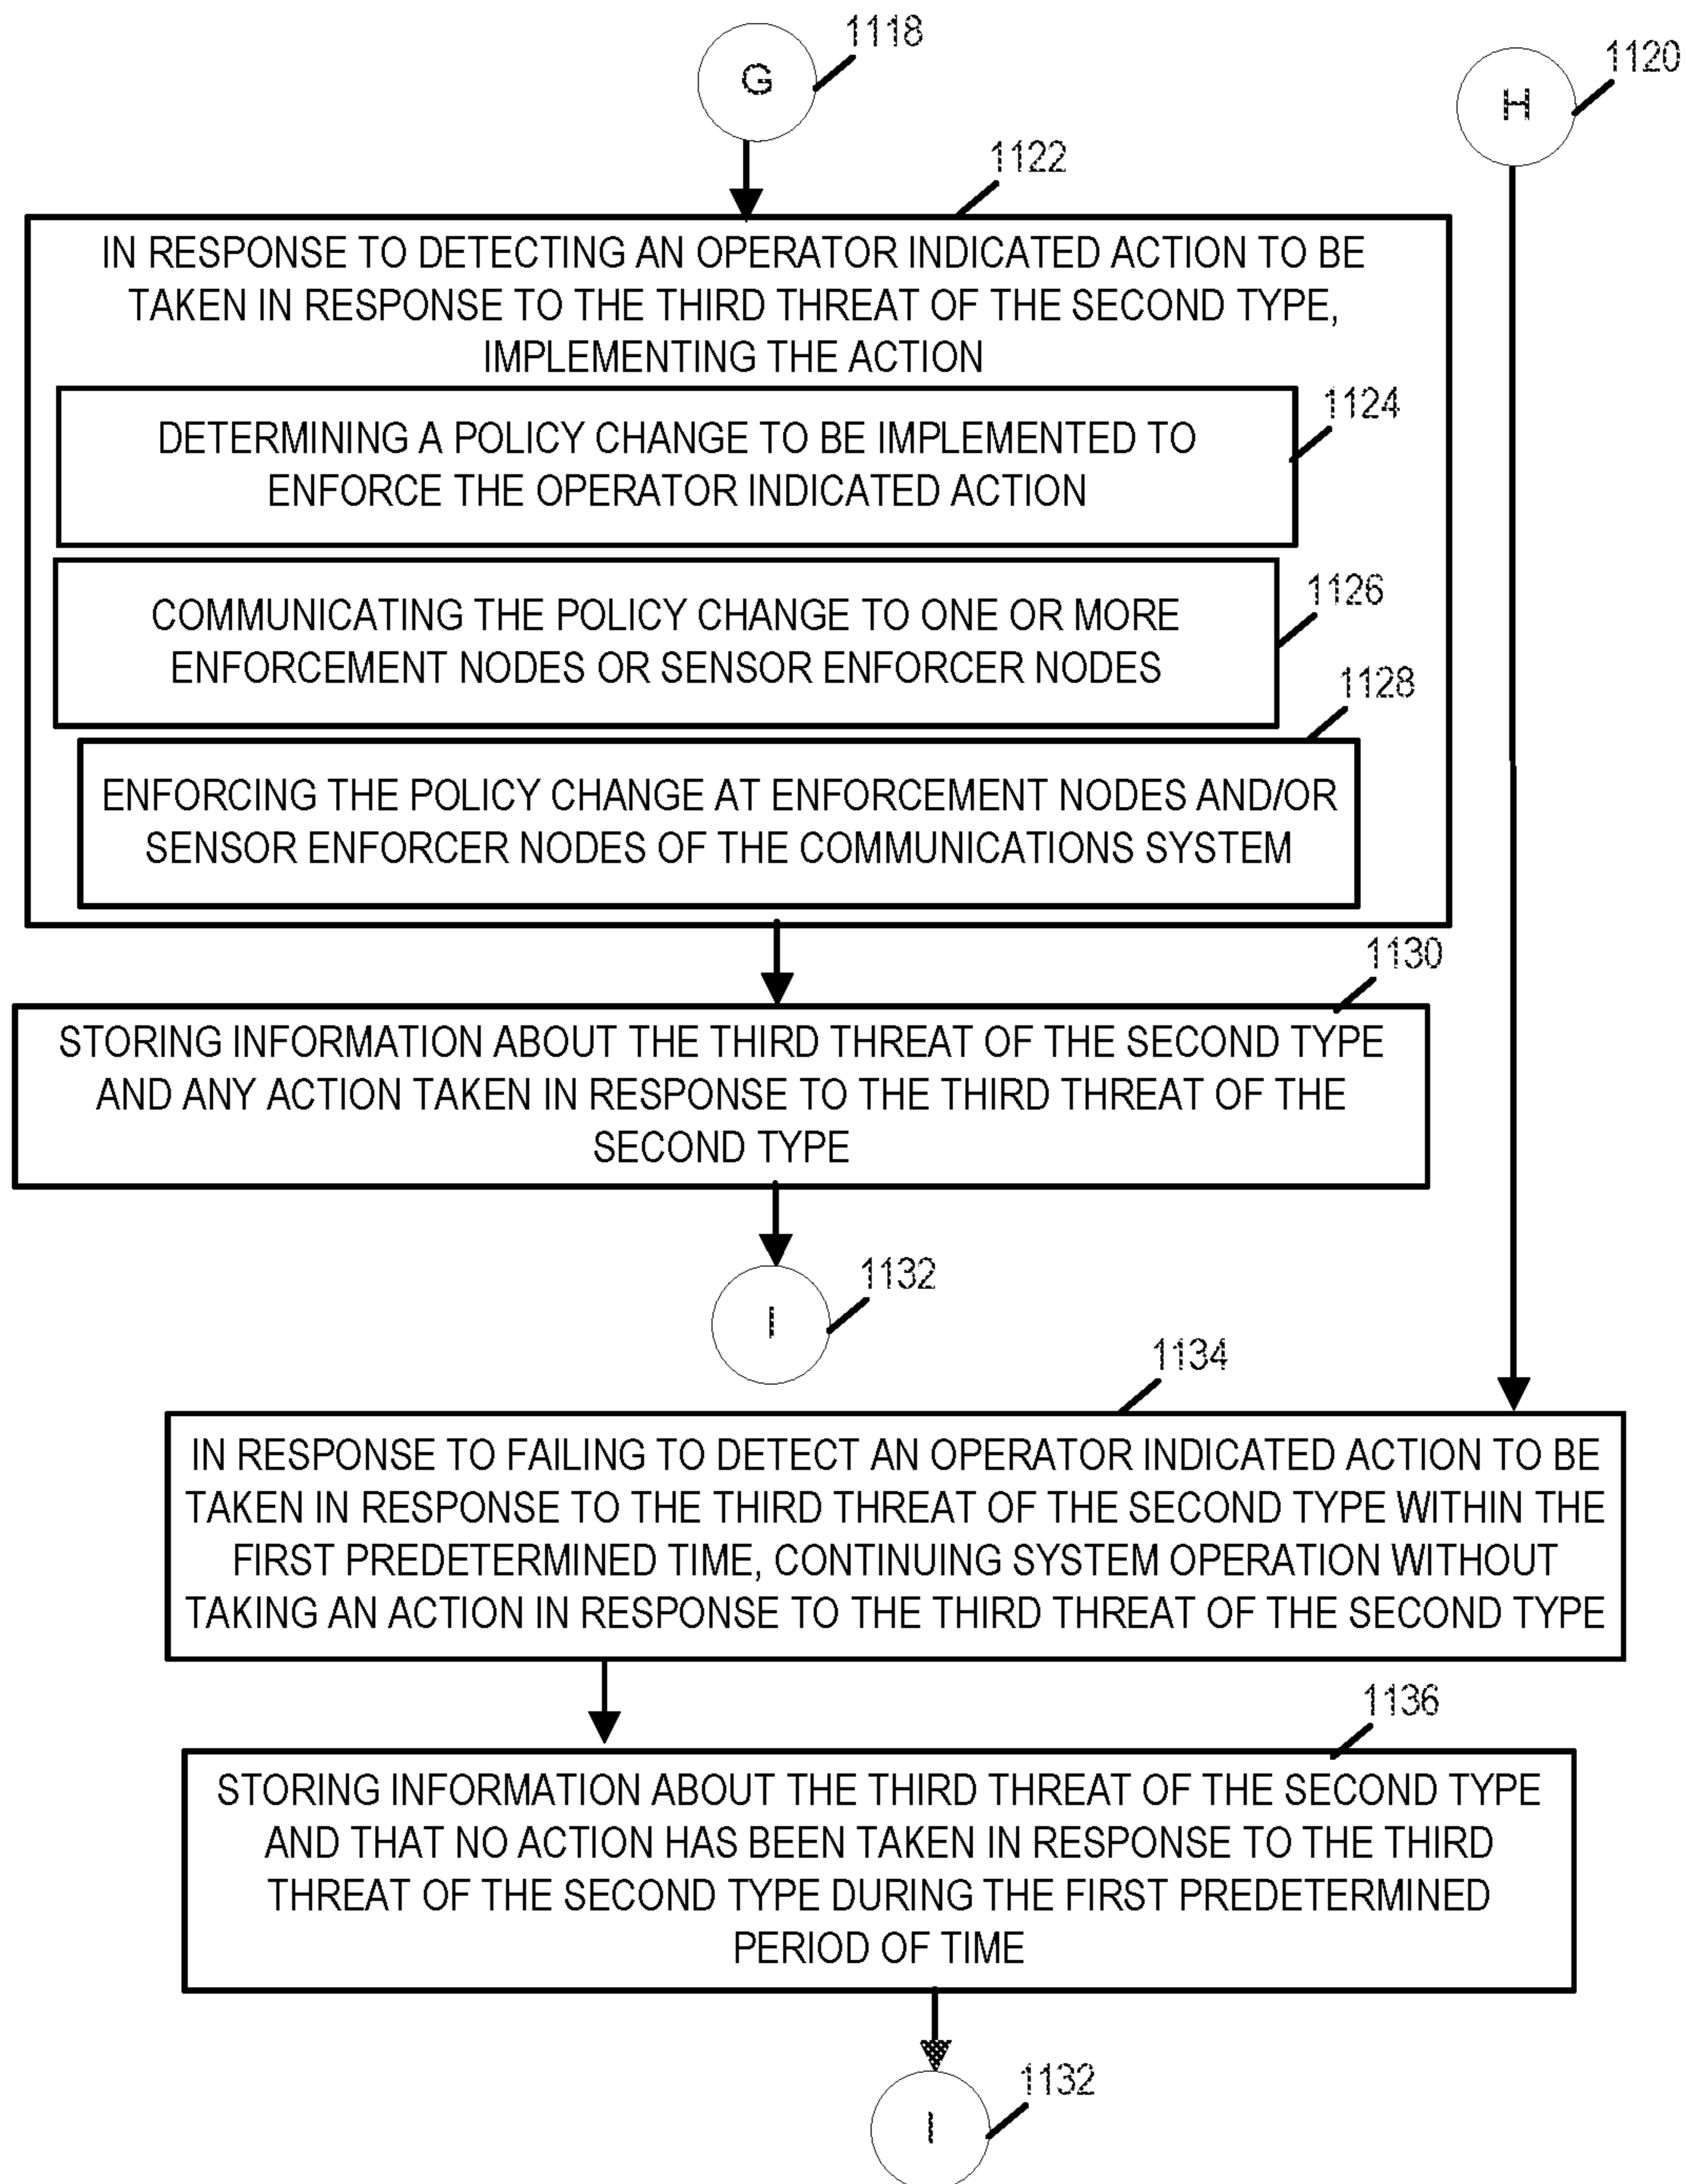 G
1118
H
1120
1122
IN RESPONSE TO DETECTING AN OPERATOR INDICATED ACTION TO BE
TAKEN IN RESPONSE TO THE THIRD THREAT OF THE SECOND TYPE,
IMPLEMENTING THE ACTION
1124
DETERMINING A POLICY CHANGE TO BE IMPLEMENTED TO
ENFORCE THE OPERATOR INDICATED ACTION
1126
COMMUNICATING THE POLICY CHANGE TO ONE OR MORE
ENFORCEMENT NODES OR SENSOR ENFORCER NODES
1128
ENFORCING THE POLICY CHANGE AT ENFORCEMENT NODES AND/OR
SENSOR ENFORCER NODES OF THE COMMUNICATIONS SYSTEM
1130
STORING INFORMATION ABOUT THE THIRD THREAT OF THE SECOND TYPE
AND ANY ACTION TAKEN IN RESPONSE TO THE THIRD THREAT OF THE
SECOND TYPE
I
1132
1134
IN RESPONSE TO FAILING TO DETECT AN OPERATOR INDICATED ACTION TO BE
TAKEN IN RESPONSE TO THE THIRD THREAT OF THE SECOND TYPE WITHIN THE
FIRST PREDETERMINED TIME, CONTINUING SYSTEM OPERATION WITHOUT
TAKING AN ACTION IN RESPONSE TO THE THIRD THREAT OF THE SECOND TYPE
1136
STORING INFORMATION ABOUT THE THIRD THREAT OF THE SECOND TYPE
AND THAT NO ACTION HAS BEEN TAKEN IN RESPONSE TO THE THIRD
THREAT OF THE SECOND TYPE DURING THE FIRST PREDETERMINED
PERIOD OF TIME
I
1132